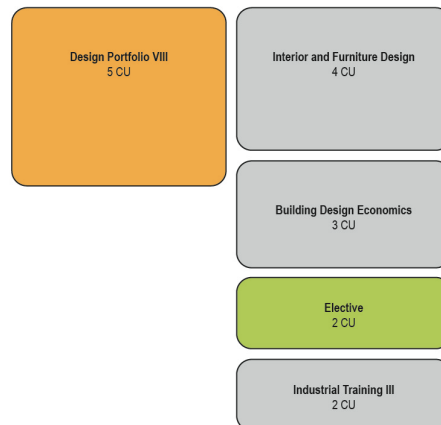 Design Portfolio VIII
5 CU
Interior and Furniture Design
4 CU
Building Design Economics
3 CU
Elective
2 CU
Industrial Training III
2 CU